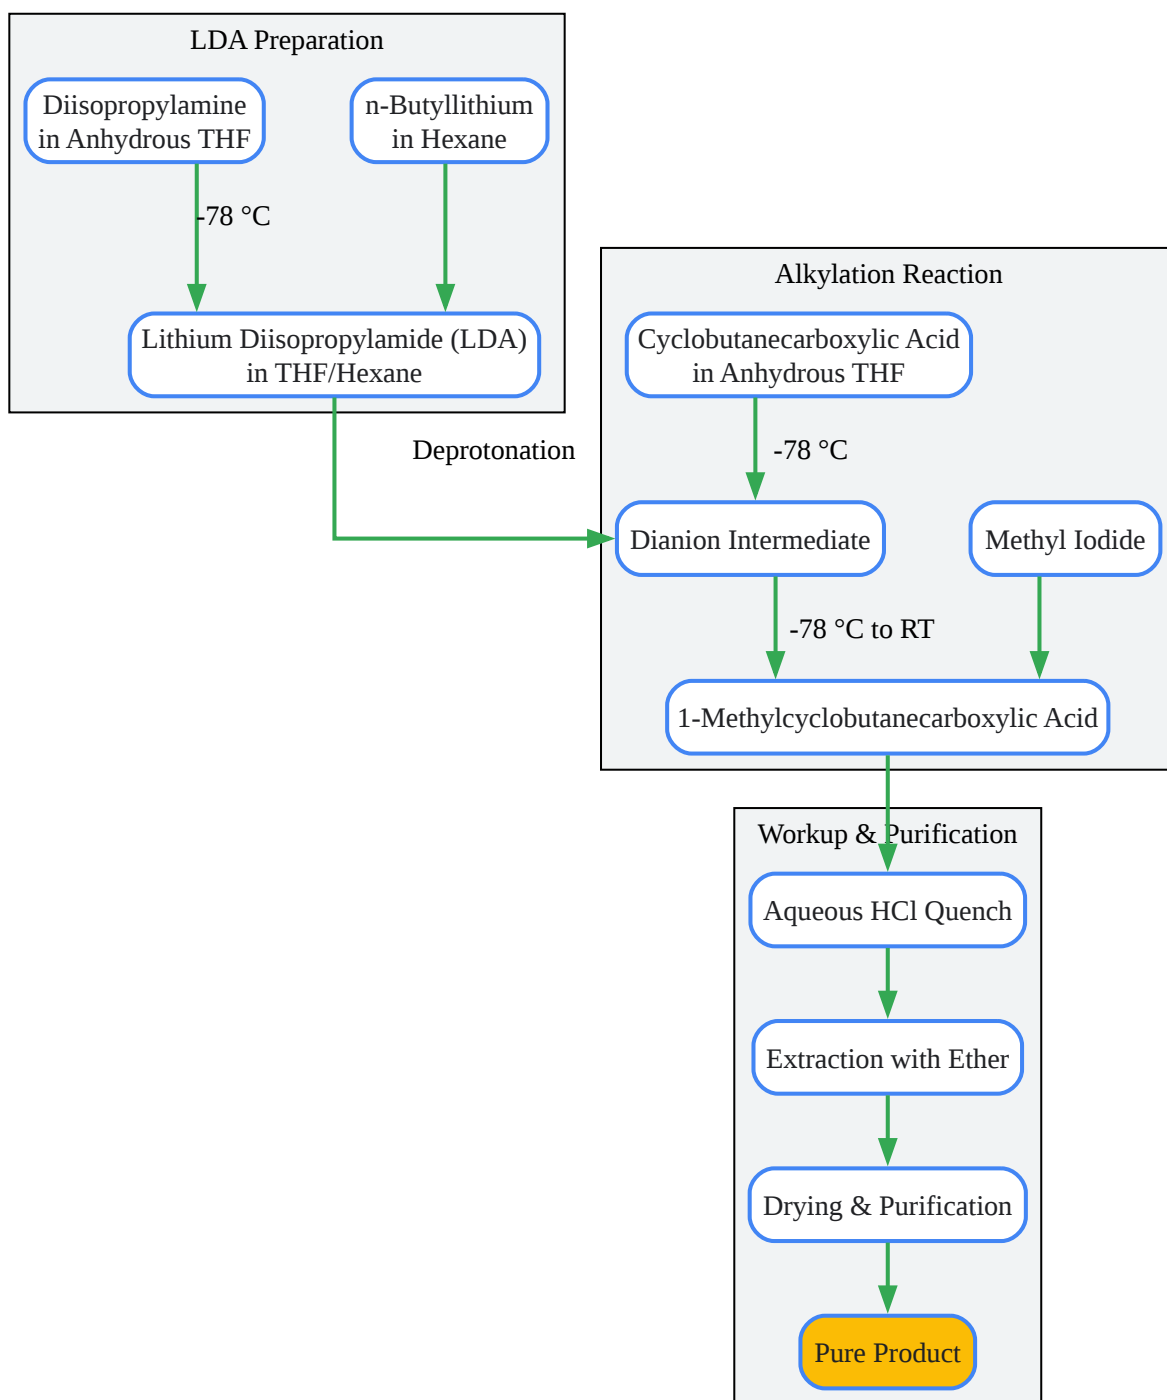 LDA Preparation
Diisopropylamine
in Anhydrous THF
n-Butyllithium
in Hexane
-78 °C
Lithium Diisopropylamide (LDA)
in THF/Hexane
Deprotonation
Alkylation Reaction
Cyclobutanecarboxylic Acid
in Anhydrous THF
-78 °C
Dianion Intermediate
Methyl Iodide
-78 °C to RT
1-Methylcyclobutanecarboxylic Acid
Workup & Purification
Aqueous HCl Quench
Extraction with Ether
Drying & Purification
Pure Product